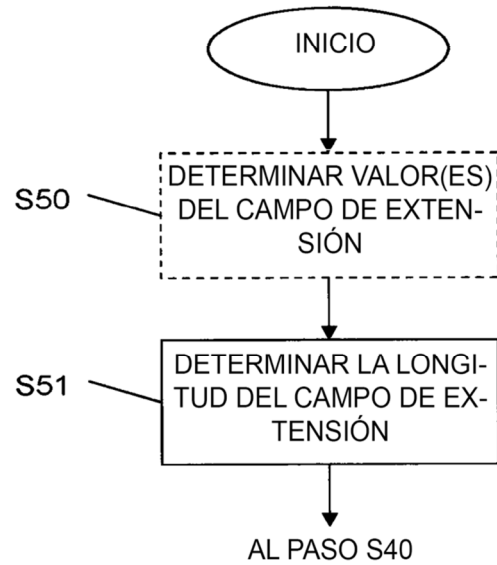 INICIO
S50
DETERMINAR VALOR(ES)
DEL CAMPO DE EXTEN-
SIÓN
S51
DETERMINAR LA LONGI-
TUD DEL CAMPO DE EX-
TENSIÓN
AL PASO S40